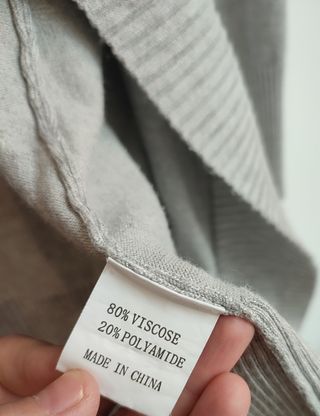 80% VISCOSE
20% POLYAMIDE
MADE IN CHINA